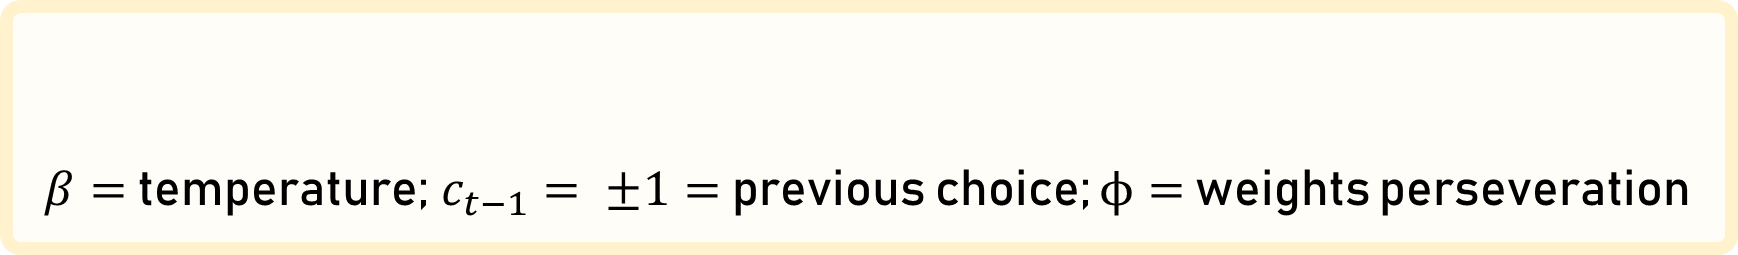 β = temperature; c_{t−1} = ±1 = previous choice; ϕ = weights perseveration